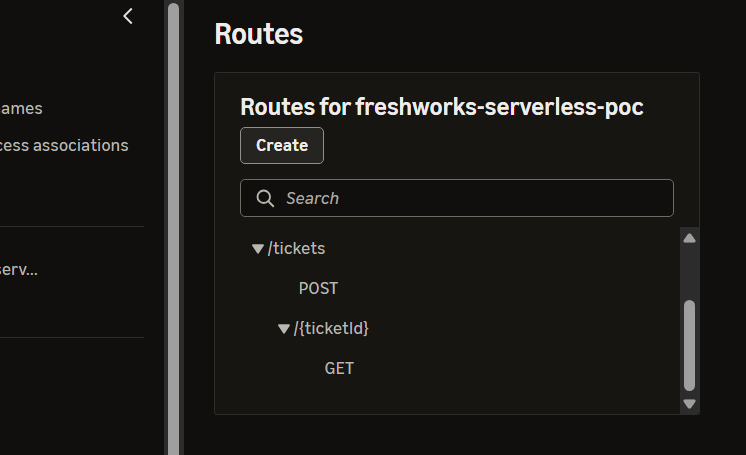 Routes
ames
cess associations
serv...
Routes for freshworks-serverless-poc
Create
Search
/tickets
POST
/{ticketId}
GET